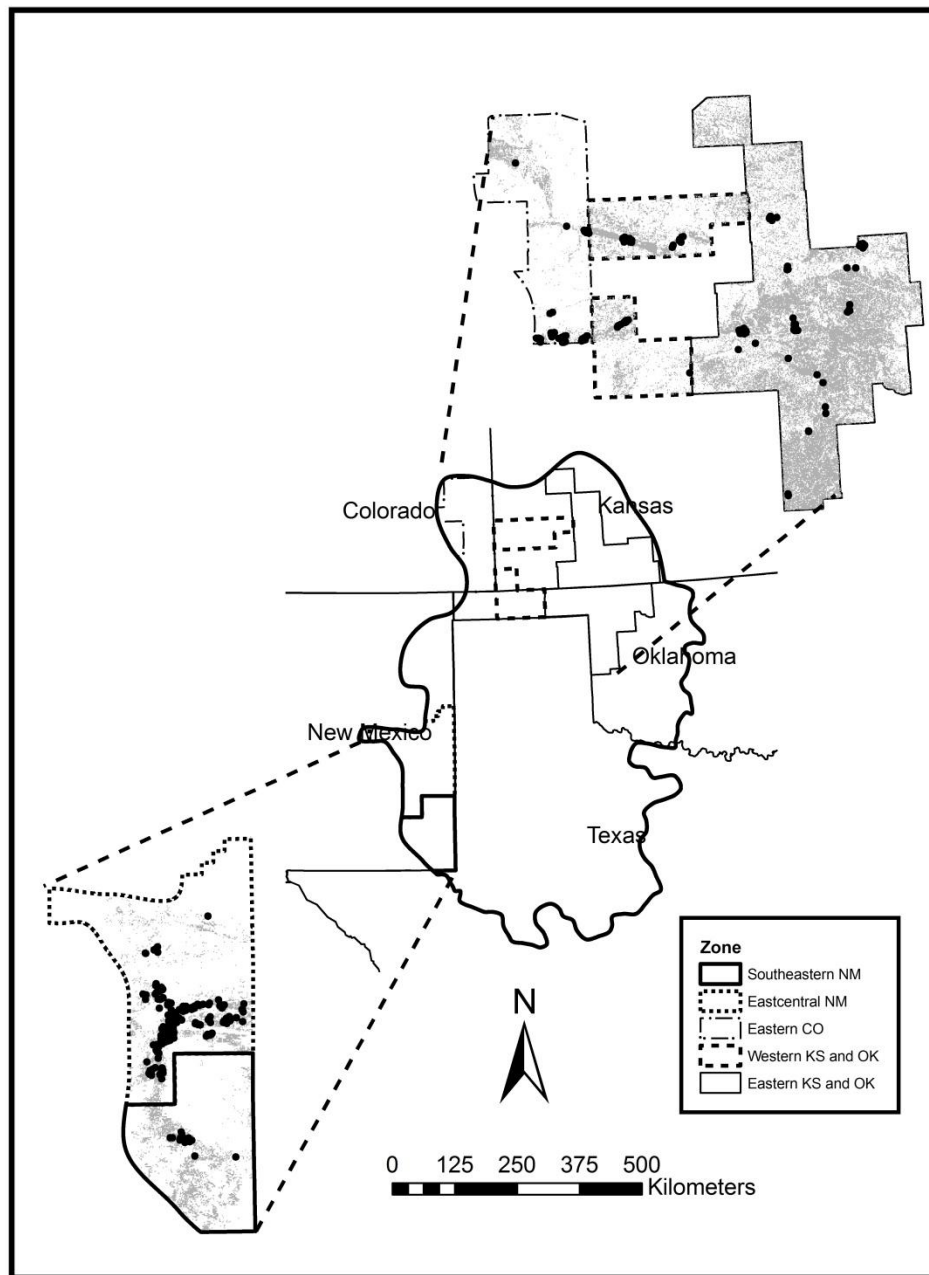 Colorado
Kansas
Oklahoma
New Mexico
Texas
Zone
Southeastern NM
Eastcentral NM
Eastern CO
Western KS and OK
Eastern KS and OK
N
0 125 250 375 500
Kilometers